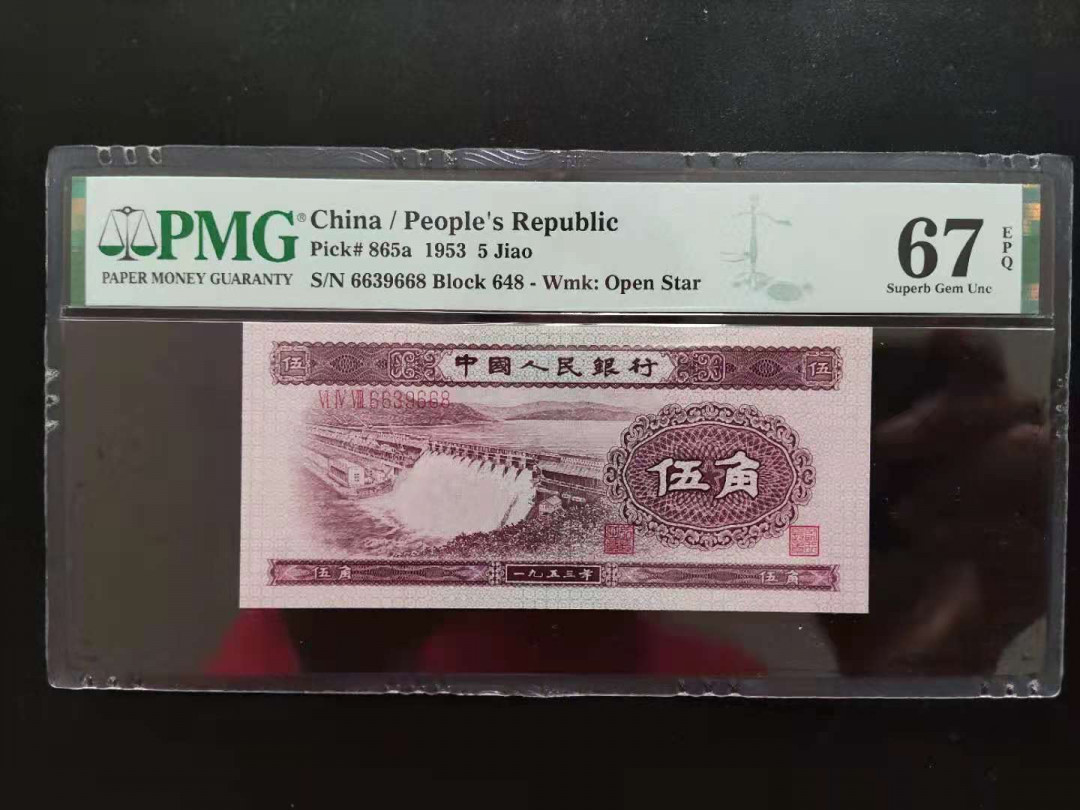 PMG®
PAPER MONEY GUARANTY
China / People's Republic
Pick# 865a 1953 5 Jiao
S/N 6639668 Block 648 - Wmk: Open Star
67
EPQ
Superb Gem Unc
伍 中國人民銀行 伍
VI IV VIII 6639668
伍角
伍角 一九五三年 伍角